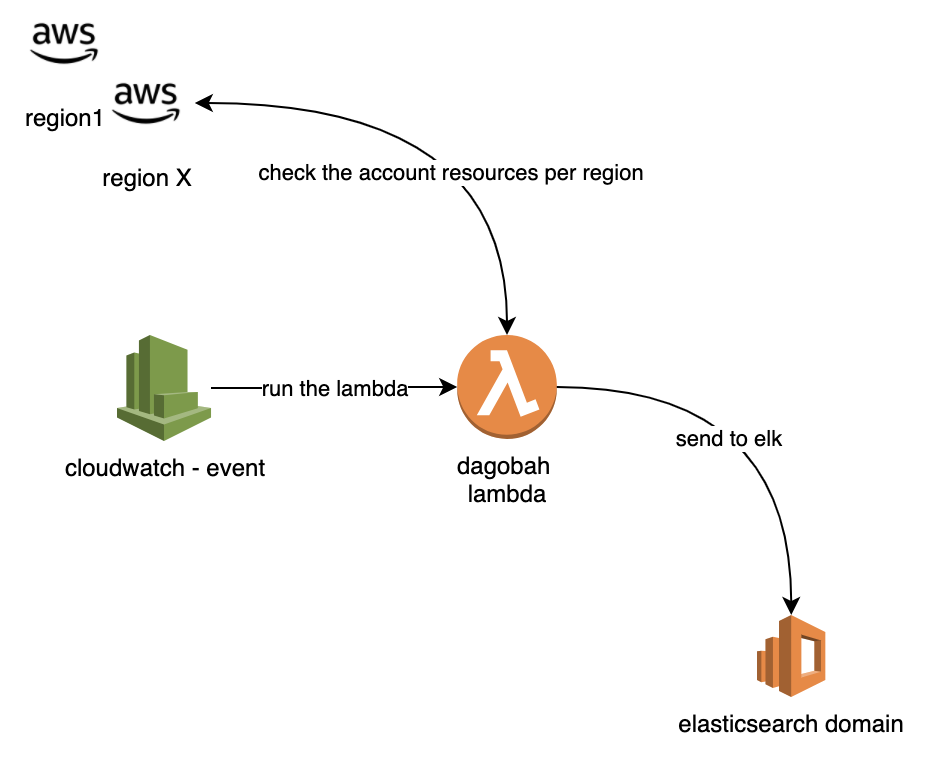 aws
aws
region1
region X
check the account resources per region
run the lambda
cloudwatch - event
dagobah
lambda
send to elk
elasticsearch domain